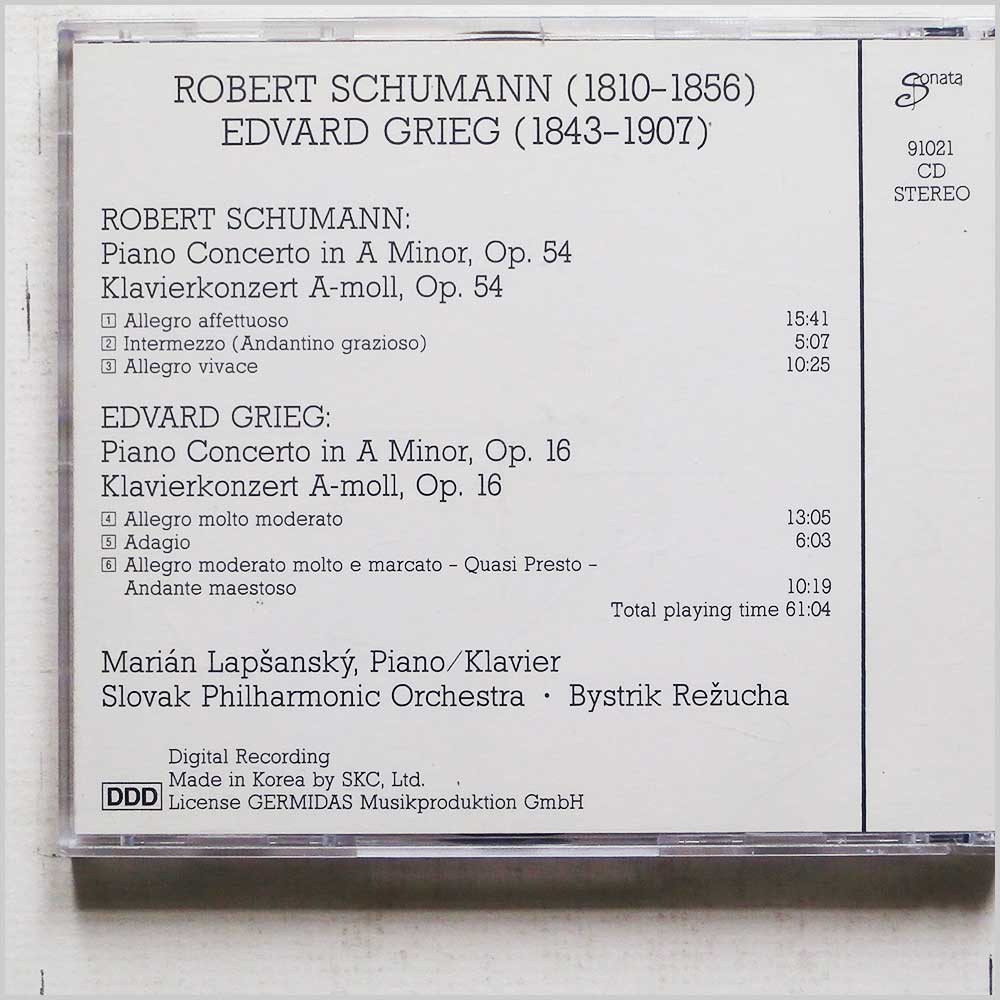 ROBERT SCHUMANN (1810–1856)
EDVARD GRIEG (1843–1907)
ROBERT SCHUMANN:
Piano Concerto in A Minor, Op. 54
Klavierkonzert A-moll, Op. 54
1 Allegro affettuoso 15:41
2 Intermezzo (Andantino grazioso) 5:07
3 Allegro vivace 10:25
EDVARD GRIEG:
Piano Concerto in A Minor, Op. 16
Klavierkonzert A-moll, Op. 16
4 Allegro molto moderato 13:05
5 Adagio 6:03
6 Allegro moderato molto e marcato – Quasi Presto –
Andante maestoso 10:19
Total playing time 61:04
Marián Lapšanský, Piano/Klavier
Slovak Philharmonic Orchestra · Bystrik Režucha
Digital Recording
Made in Korea by SKC, Ltd.
DDD License GERMIDAS Musikproduktion GmbH
Sonata
91021
CD
STEREO